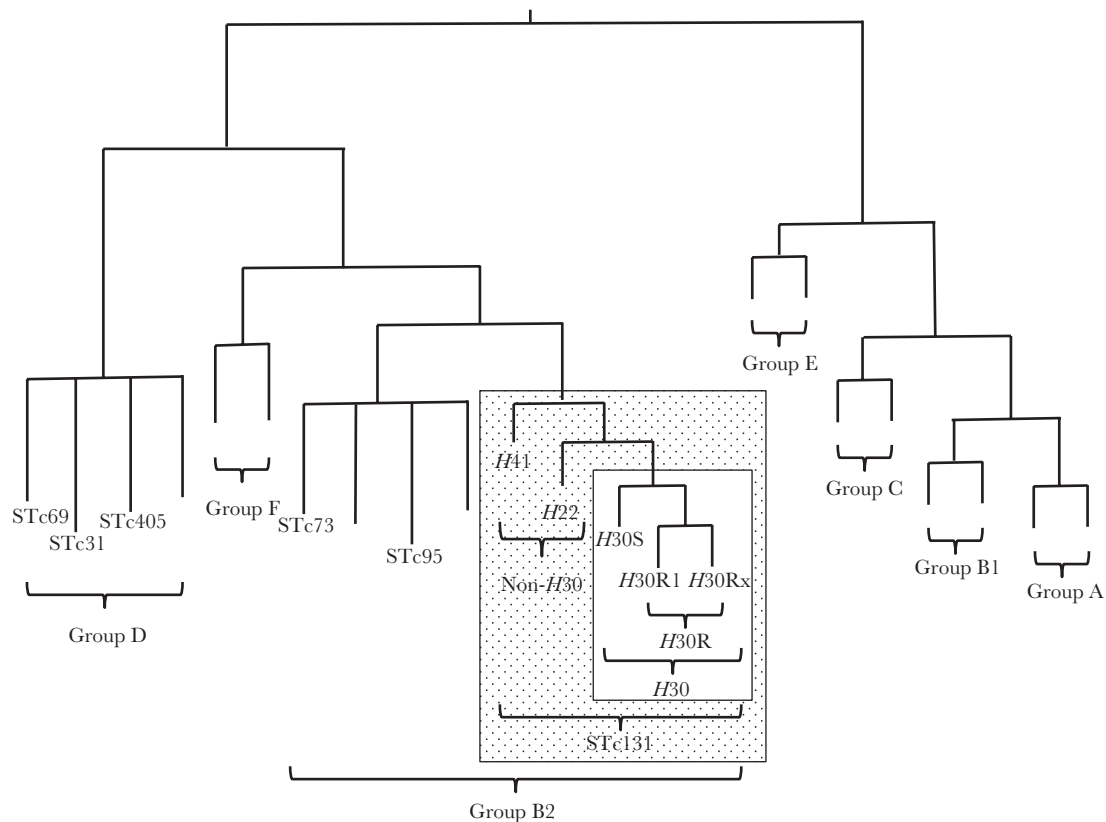 Group E
H41
Group C
STc69
STc31
STc405
Group F
STc73
STc95
H22
H30S
Non-H30
H30R1
H30Rx
Group B1
Group A
Group D
H30R
H30
STc131
Group B2